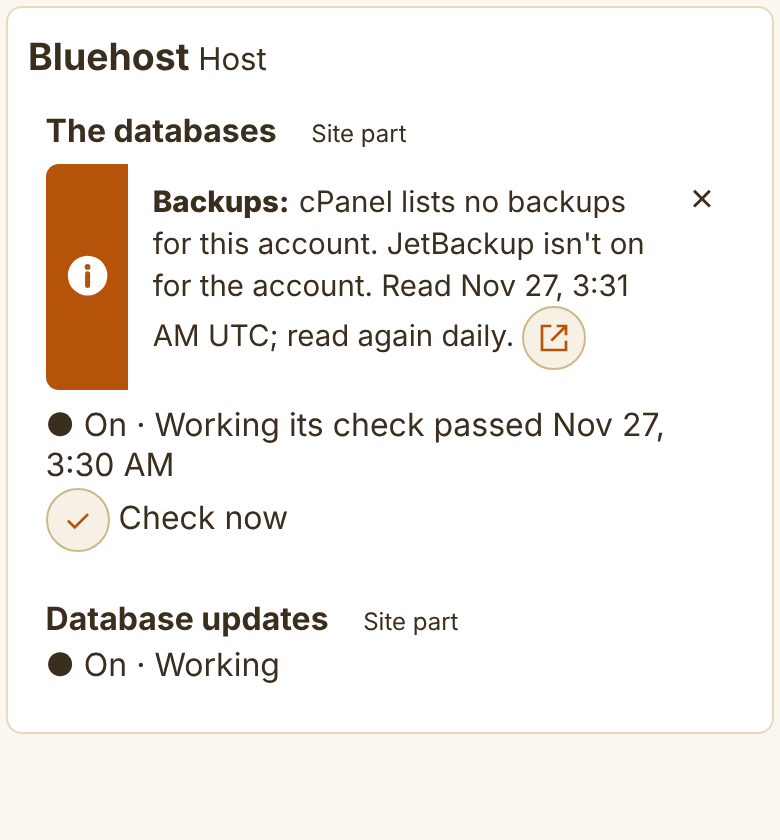 Bluehost Host
The databases Site part
Backups: cPanel lists no backups
for this account. JetBackup isn't on
for the account. Read Nov 27, 3:31
AM UTC; read again daily.
On · Working its check passed Nov 27,
3:30 AM
Check now
Database updates Site part
On · Working